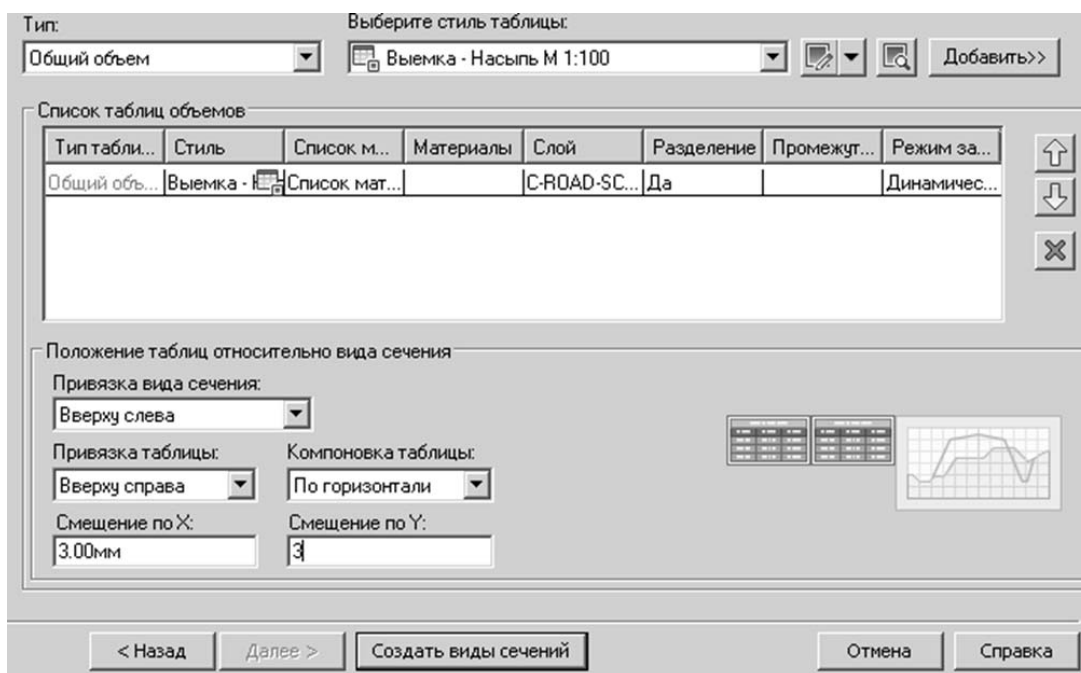 Тип:
Выберите стиль таблицы:
Общий объем
Выемка - Насыпь М 1:100
Добавить>>
Список таблиц объемов
Тип табли...
Стиль
Список м...
Материалы
Слой
Разделение
Промежут...
Режим за...
Общий объ...
Выемка - Н
Список мат...
C-ROAD-SC...
Да
Динамичес...
Положение таблиц относительно вида сечения
Привязка вида сечения:
Вверху слева
Привязка таблицы:
Компоновка таблицы:
Вверху справа
По горизонтали
Смещение по X:
Смещение по Y:
3.00мм
3
< Назад
Далее >
Создать виды сечений
Отмена
Справка